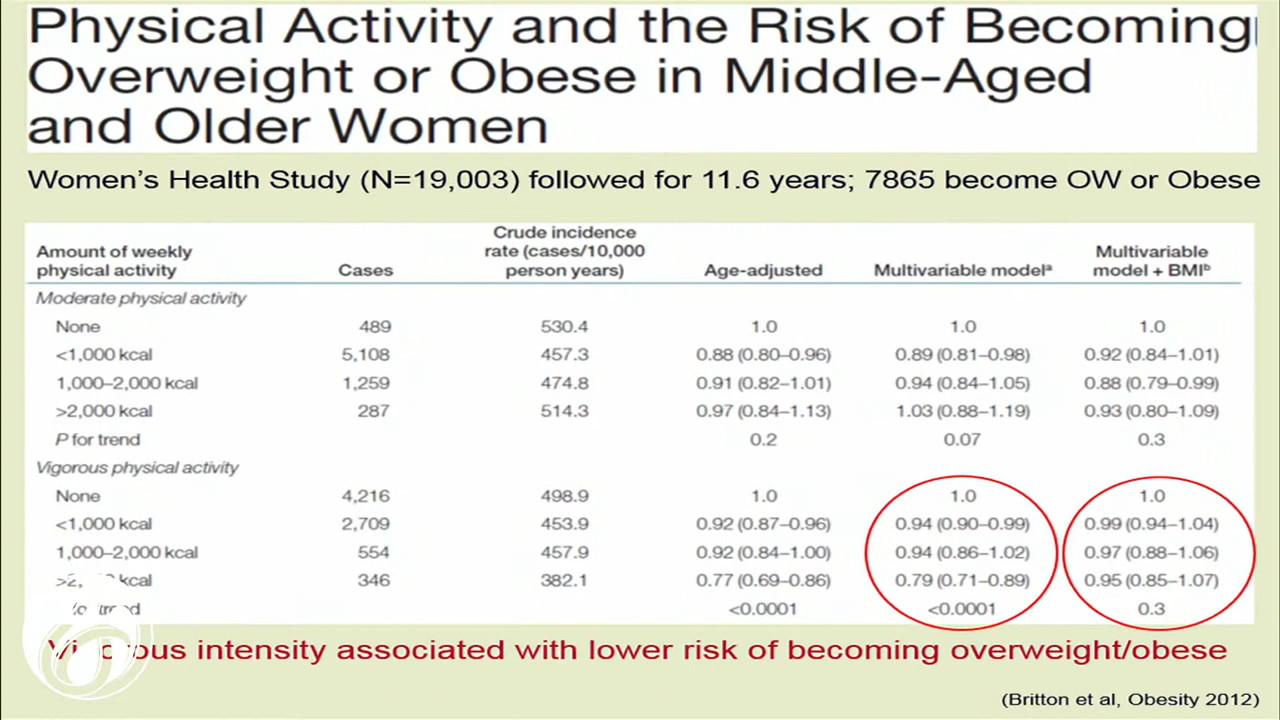 Physical Activity and the Risk of Becoming
Overweight or Obese in Middle-Aged
and Older Women
Women's Health Study (N=19,003) followed for 11.6 years; 7865 become OW or Obese
Amount of weekly physical activity Cases Crude incidence rate (cases/10,000 person years) Age-adjusted Multivariable modelᵃ Multivariable model + BMIᵇ
Moderate physical activity
None 489 530.4 1.0 1.0 1.0
<1,000 kcal 5,108 457.3 0.88 (0.80–0.96) 0.89 (0.81–0.98) 0.92 (0.84–1.01)
1,000–2,000 kcal 1,259 474.8 0.91 (0.82–1.01) 0.94 (0.84–1.05) 0.88 (0.79–0.99)
>2,000 kcal 287 514.3 0.97 (0.84–1.13) 1.03 (0.88–1.19) 0.93 (0.80–1.09)
P for trend 0.2 0.07 0.3
Vigorous physical activity
None 4,216 498.9 1.0 1.0 1.0
<1,000 kcal 2,709 453.9 0.92 (0.87–0.96) 0.94 (0.90–0.99) 0.99 (0.94–1.04)
1,000–2,000 kcal 554 457.9 0.92 (0.84–1.00) 0.94 (0.86–1.02) 0.97 (0.88–1.06)
kcal 346 382.1 0.77 (0.69–0.86) 0.79 (0.71–0.89) 0.95 (0.85–1.07)
trend <0.0001 <0.0001 0.3
Vigorous intensity associated with lower risk of becoming overweight/obese
(Britton et al, Obesity 2012)